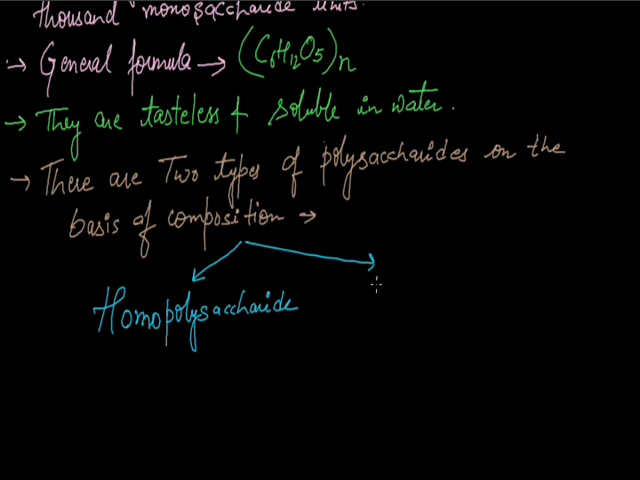 thousand monosaccharide units.
→ General formula → (C6H12O5)n
→ They are tasteless & soluble in water.
→ There are Two types of polysaccharides on the
basis of composition →
Homopolysaccharide